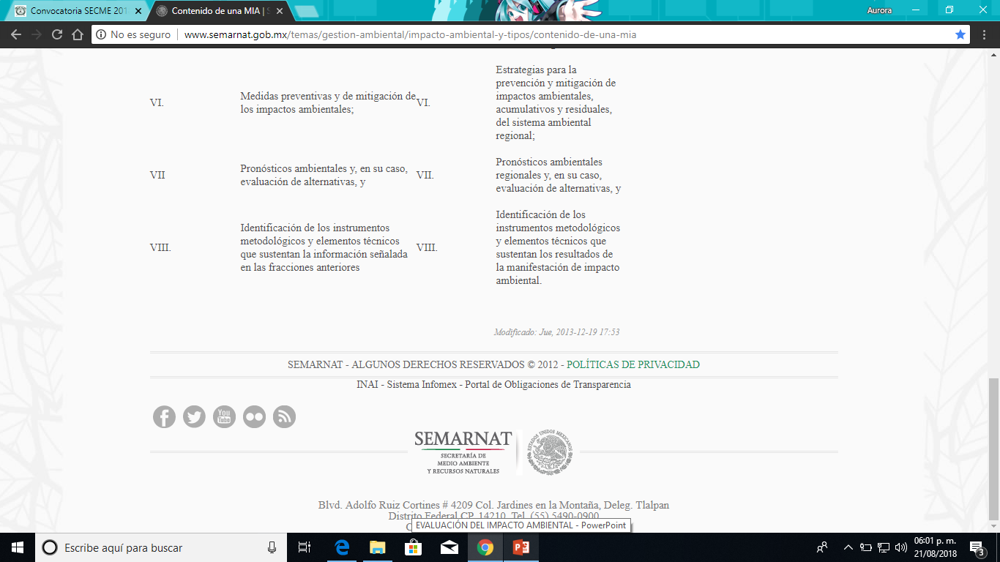 Convocatoria SECME 201
Contenido de una MIA | S
Aurora
No es seguro
www.semarnat.gob.mx/temas/gestion-ambiental/impacto-ambiental-y-tipos/contenido-de-una-mia
VI.
Medidas preventivas y de mitigación de
los impactos ambientales;
VI.
Estrategias para la
prevención y mitigación de
impactos ambientales,
acumulativos y residuales,
del sistema ambiental
regional;
VII
Pronósticos ambientales y, en su caso,
evaluación de alternativas, y
VII.
Pronósticos ambientales
regionales y, en su caso,
evaluación de alternativas, y
VIII.
Identificación de los instrumentos
metodológicos y elementos técnicos
que sustentan la información señalada
en las fracciones anteriores
VIII.
Identificación de los
instrumentos metodológicos
y elementos técnicos que
sustentan los resultados de
la manifestación de impacto
ambiental.
Modificado: Jue, 2013-12-19 17:53
SEMARNAT - ALGUNOS DERECHOS RESERVADOS © 2012 - POLÍTICAS DE PRIVACIDAD
INAI - Sistema Infomex - Portal de Obligaciones de Transparencia
You
Tube
SEMARNAT
SECRETARÍA DE
MEDIO AMBIENTE
Y RECURSOS NATURALES
ESTADOS UNIDOS MEXICANOS
Blvd. Adolfo Ruiz Cortines # 4209 Col. Jardines en la Montaña, Deleg. Tlalpan
Distrito Federal CP. 14210, Tel. (55) 5490-0900
EVALUACIÓN DEL IMPACTO AMBIENTAL - PowerPoint
Escribe aquí para buscar
06:01 p. m.
21/08/2018
3